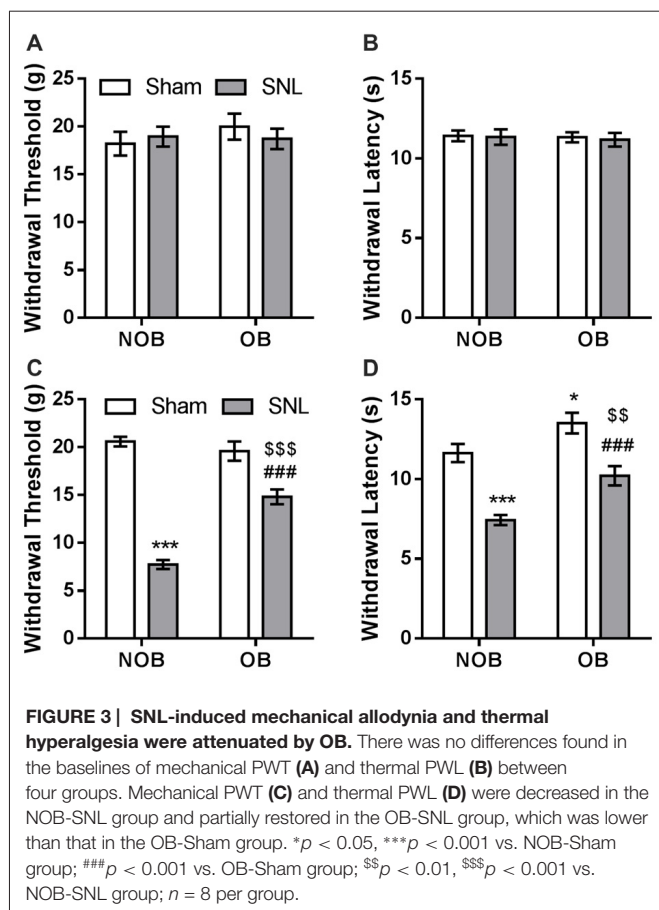 A
B
Withdrawal Threshold (g)
25
20
15
10
5
0
Sham
SNL
NOB
OB
Withdrawal Latency (s)
15
10
5
0
NOB
OB
C
D
Withdrawal Threshold (g)
25
20
15
10
5
0
Sham
SNL
***
$$$
###
NOB
OB
Withdrawal Latency (s)
15
10
5
0
***
*
$$
###
NOB
OB
FIGURE 3 | SNL-induced mechanical allodynia and thermal
hyperalgesia were attenuated by OB. There was no differences found in
the baselines of mechanical PWT (A) and thermal PWL (B) between
four groups. Mechanical PWT (C) and thermal PWL (D) were decreased in the
NOB-SNL group and partially restored in the OB-SNL group, which was lower
than that in the OB-Sham group. *p < 0.05, ***p < 0.001 vs. NOB-Sham
group; ###p < 0.001 vs. OB-Sham group; $$p < 0.01, $$$p < 0.001 vs.
NOB-SNL group; n = 8 per group.